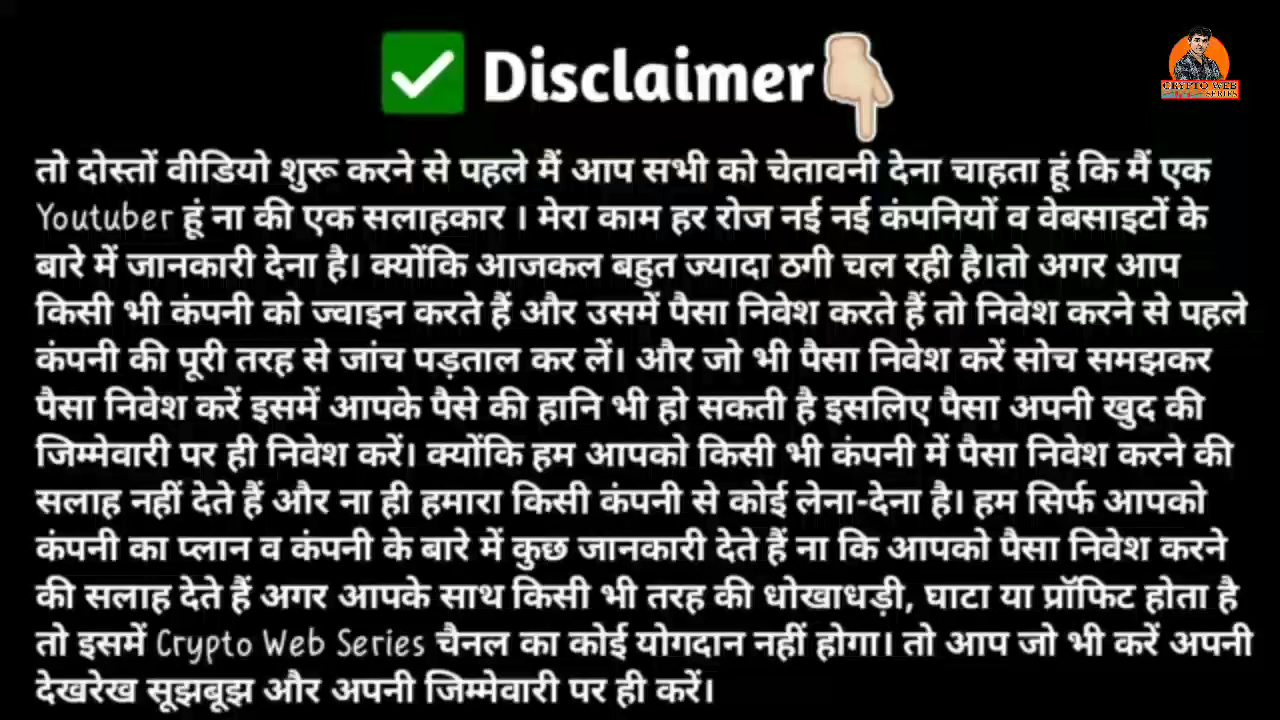 ✅ Disclaimer👇🏻
CRYPTO WEB
SERIES
तो दोस्तों वीडियो शुरू करने से पहले मैं आप सभी को चेतावनी देना चाहता हूं कि मैं एक
Youtuber हूं ना की एक सलाहकार । मेरा काम हर रोज नई नई कंपनियों व वेबसाइटों के
बारे में जानकारी देना है। क्योंकि आजकल बहुत ज्यादा ठगी चल रही है।तो अगर आप
किसी भी कंपनी को ज्वाइन करते हैं और उसमें पैसा निवेश करते हैं तो निवेश करने से पहले
कंपनी की पूरी तरह से जांच पड़ताल कर लें। और जो भी पैसा निवेश करें सोच समझकर
पैसा निवेश करें इसमें आपके पैसे की हानि भी हो सकती है इसलिए पैसा अपनी खुद की
जिम्मेवारी पर ही निवेश करें। क्योंकि हम आपको किसी भी कंपनी में पैसा निवेश करने की
सलाह नहीं देते हैं और ना ही हमारा किसी कंपनी से कोई लेना-देना है। हम सिर्फ आपको
कंपनी का प्लान व कंपनी के बारे में कुछ जानकारी देते हैं ना कि आपको पैसा निवेश करने
की सलाह देते हैं अगर आपके साथ किसी भी तरह की धोखाधड़ी, घाटा या प्रॉफिट होता है
तो इसमें Crypto Web Series चैनल का कोई योगदान नहीं होगा। तो आप जो भी करें अपनी
देखरेख सूझबूझ और अपनी जिम्मेवारी पर ही करें।